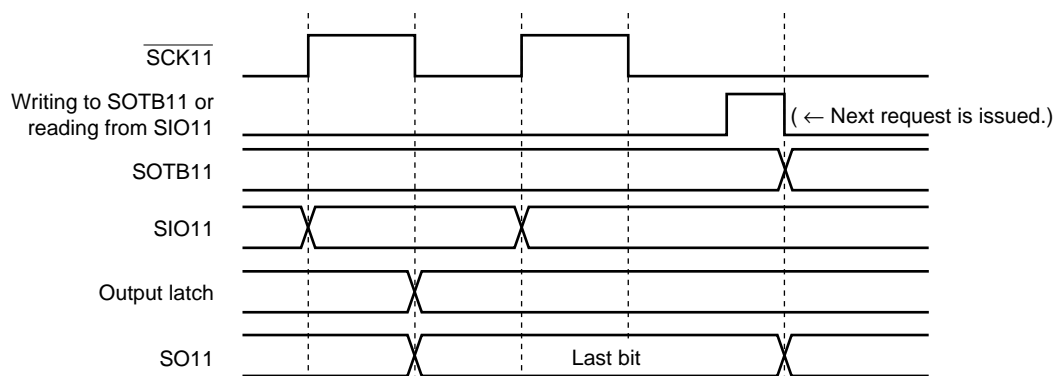 SCK11
Writing to SOTB11 or
reading from SIO11
( ← Next request is issued.)
SOTB11
SIO11
Output latch
SO11
Last bit